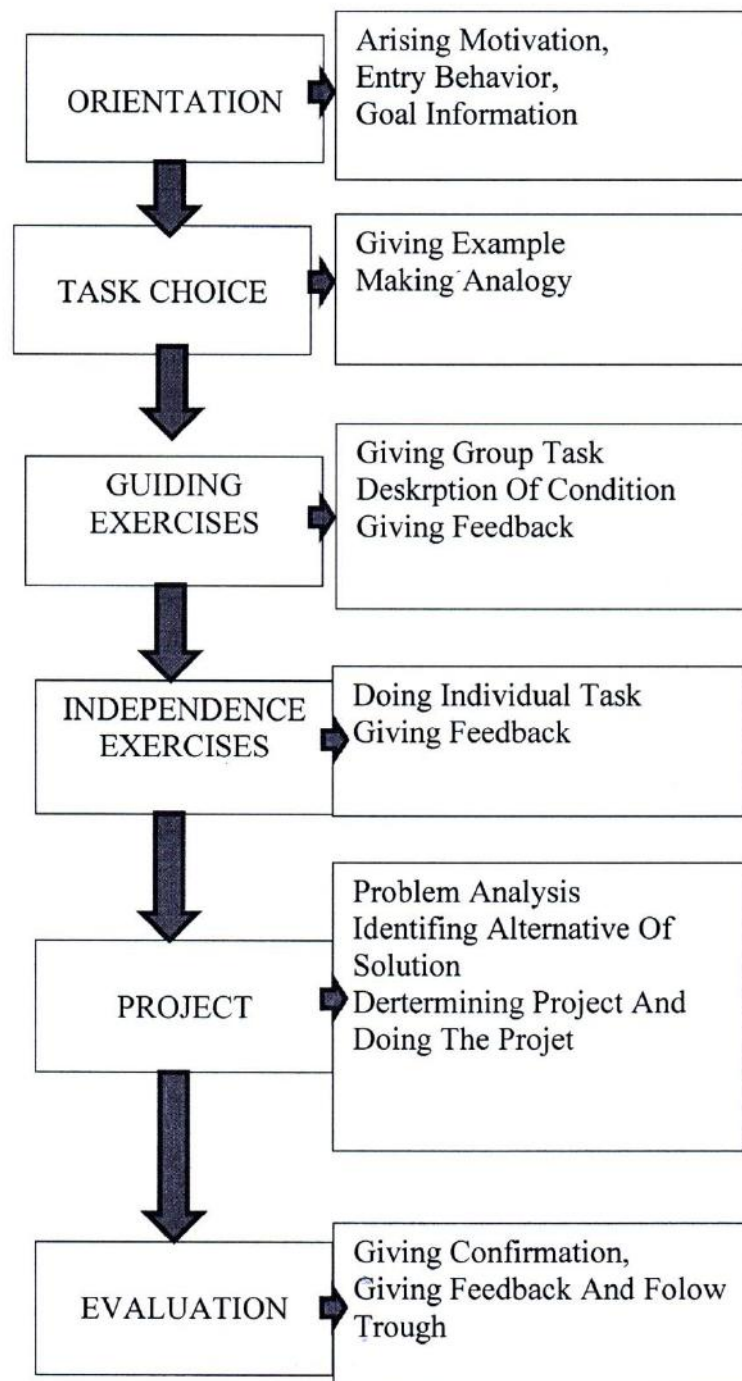 ORIENTATION
Arising Motivation,
Entry Behavior,
Goal Information
TASK CHOICE
Giving Example
Making Analogy
GUIDING
EXERCISES
Giving Group Task
Deskrption Of Condition
Giving Feedback
INDEPENDENCE
EXERCISES
Doing Individual Task
Giving Feedback
PROJECT
Problem Analysis
Identifing Alternative Of
Solution
Dertermining Project And
Doing The Projet
EVALUATION
Giving Confirmation,
Giving Feedback And Folow
Trough